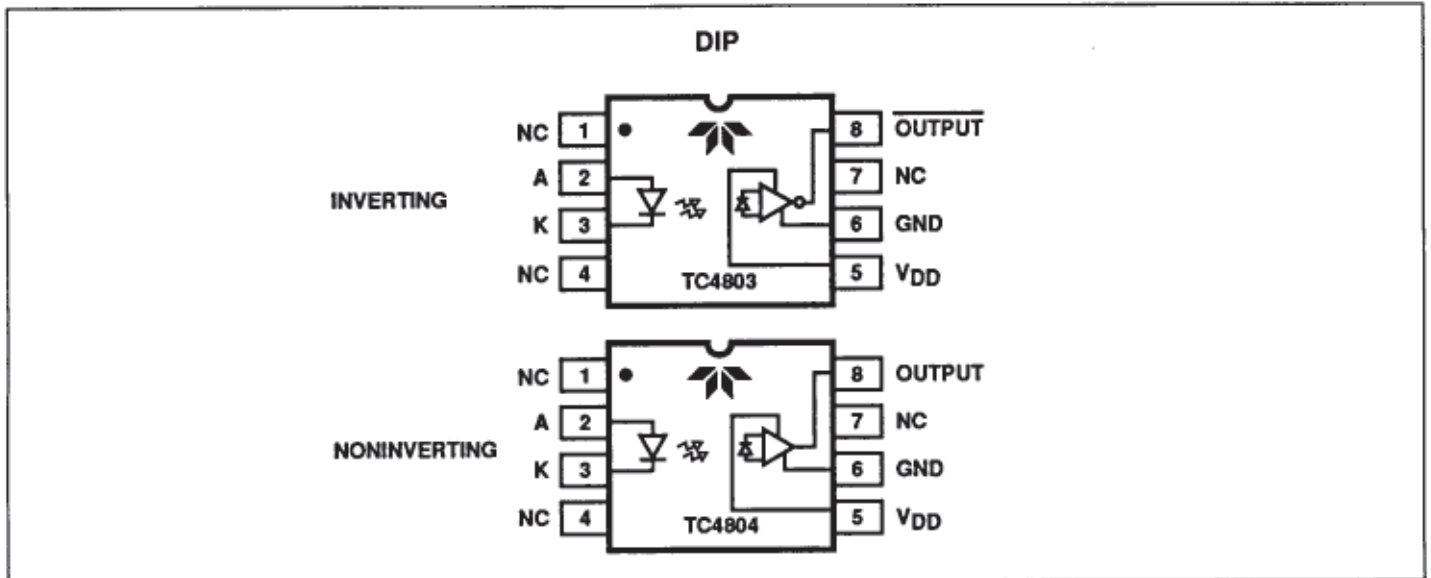 DIP
INVERTING
NC 1
A 2
K 3
NC 4
8 OUTPUT
7 NC
6 GND
5 VDD
TC4803
NONINVERTING
NC 1
A 2
K 3
NC 4
8 OUTPUT
7 NC
6 GND
5 VDD
TC4804